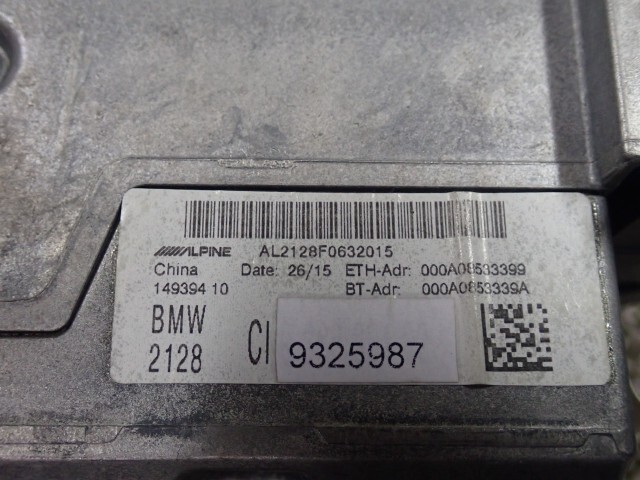 ALPINE AL2128F0632015
China Date: 26/15 ETH-Adr: 000A08533399
149394 10 BT-Adr: 000A0853339A
BMW
2128 CI 9325987